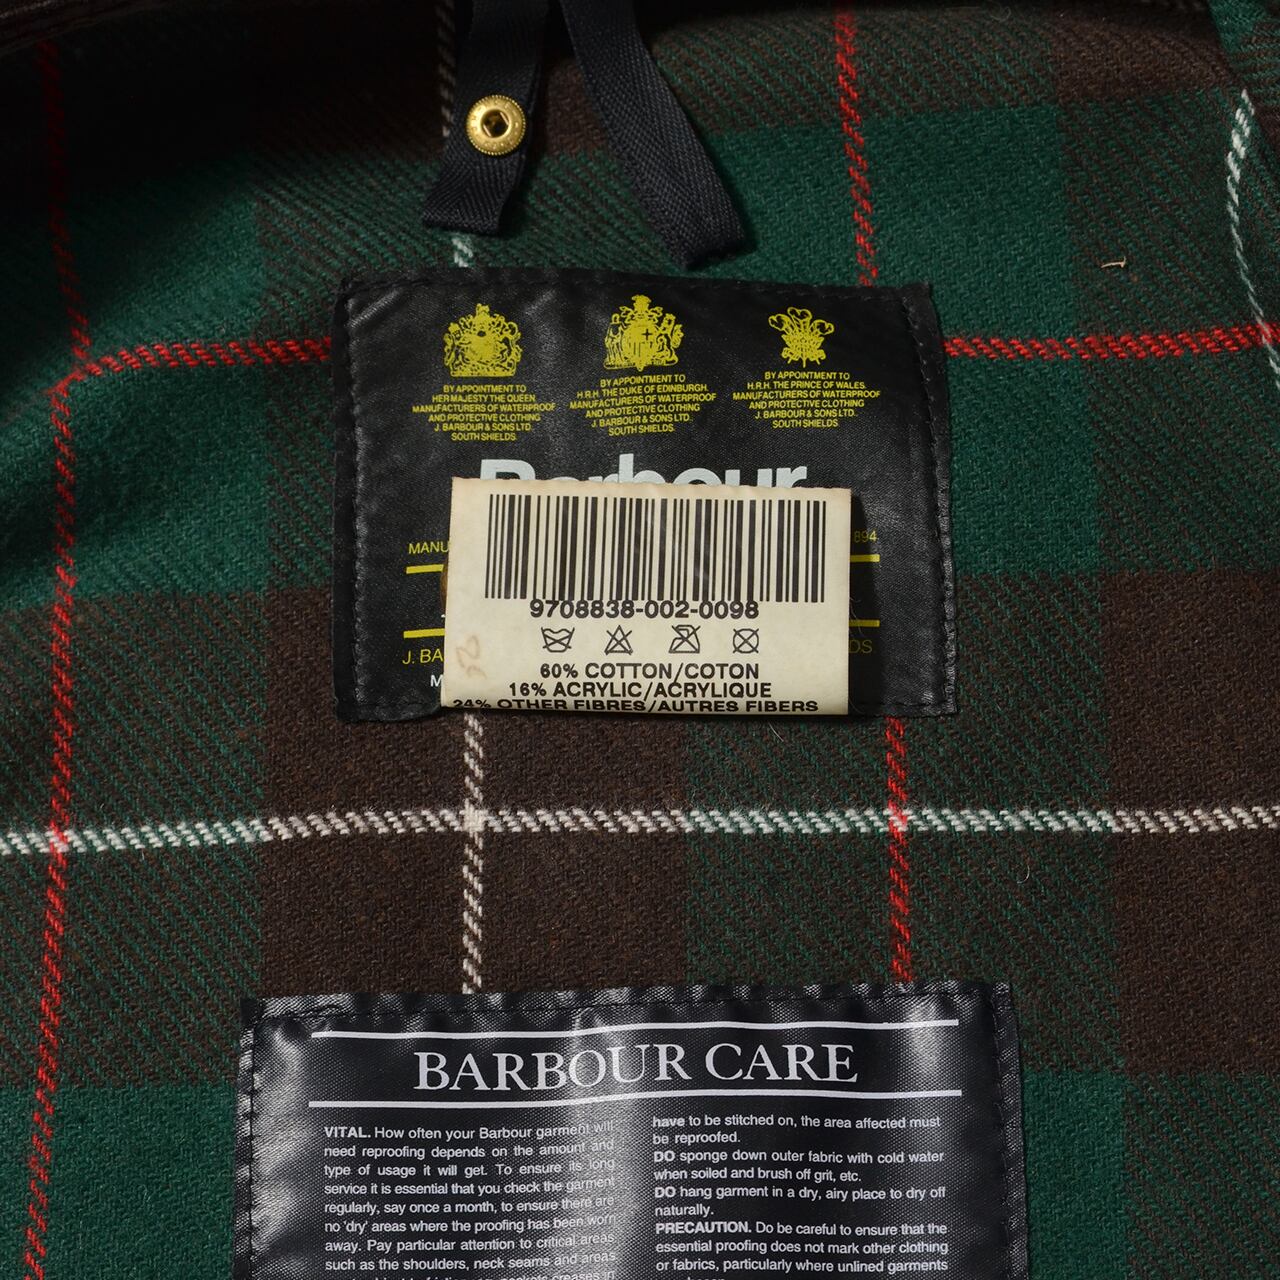 BY APPOINTMENT TO
HER MAJESTY THE QUEEN
MANUFACTURERS OF WATERPROOF
AND PROTECTIVE CLOTHING
J. BARBOUR & SONS LTD.
SOUTH SHIELDS.
BY APPOINTMENT TO
H.R.H. THE DUKE OF EDINBURGH.
MANUFACTURERS OF WATERPROOF
AND PROTECTIVE CLOTHING
J. BARBOUR & SONS LTD.
SOUTH SHIELDS.
BY APPOINTMENT TO
H.R.H. THE PRINCE OF WALES.
MANUFACTURERS OF WATERPROOF
AND PROTECTIVE CLOTHING
J. BARBOUR & SONS LTD.
SOUTH SHIELDS.
Barbour
MANU 894
J. BA DS
M
9708838-002-0098
60% COTTON/COTON
16% ACRYLIC/ACRYLIQUE
24% OTHER FIBRES/AUTRES FIBERS
BARBOUR CARE
VITAL. How often your Barbour garment will
need reproofing depends on the amount and
type of usage it will get. To ensure its long
service it is essential that you check the garment
regularly, say once a month, to ensure there are
no 'dry' areas where the proofing has been worn
away. Pay particular attention to critical areas
such as the shoulders, neck seams and areas
creases in
have to be stitched on, the area affected must
be reproofed.
DO sponge down outer fabric with cold water
when soiled and brush off grit, etc.
DO hang garment in a dry, airy place to dry off
naturally.
PRECAUTION. Do be careful to ensure that the
essential proofing does not mark other clothing
or fabrics, particularly where unlined garments